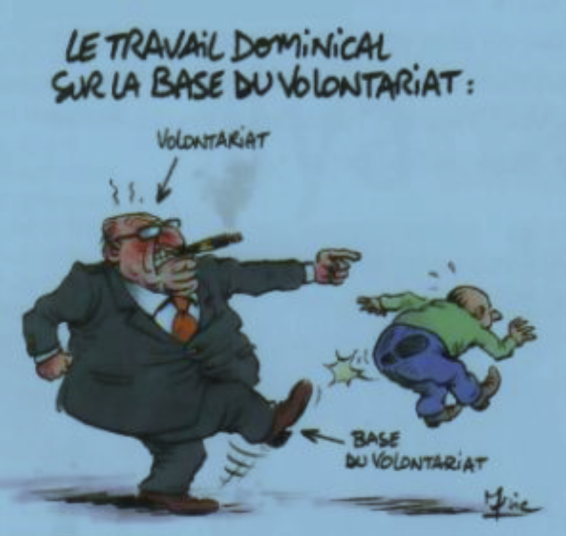 LE TRAVAIL DOMINICAL
SUR LA BASE DU VOLONTARIAT :
VOLONTARIAT
BASE
DU VOLONTARIAT